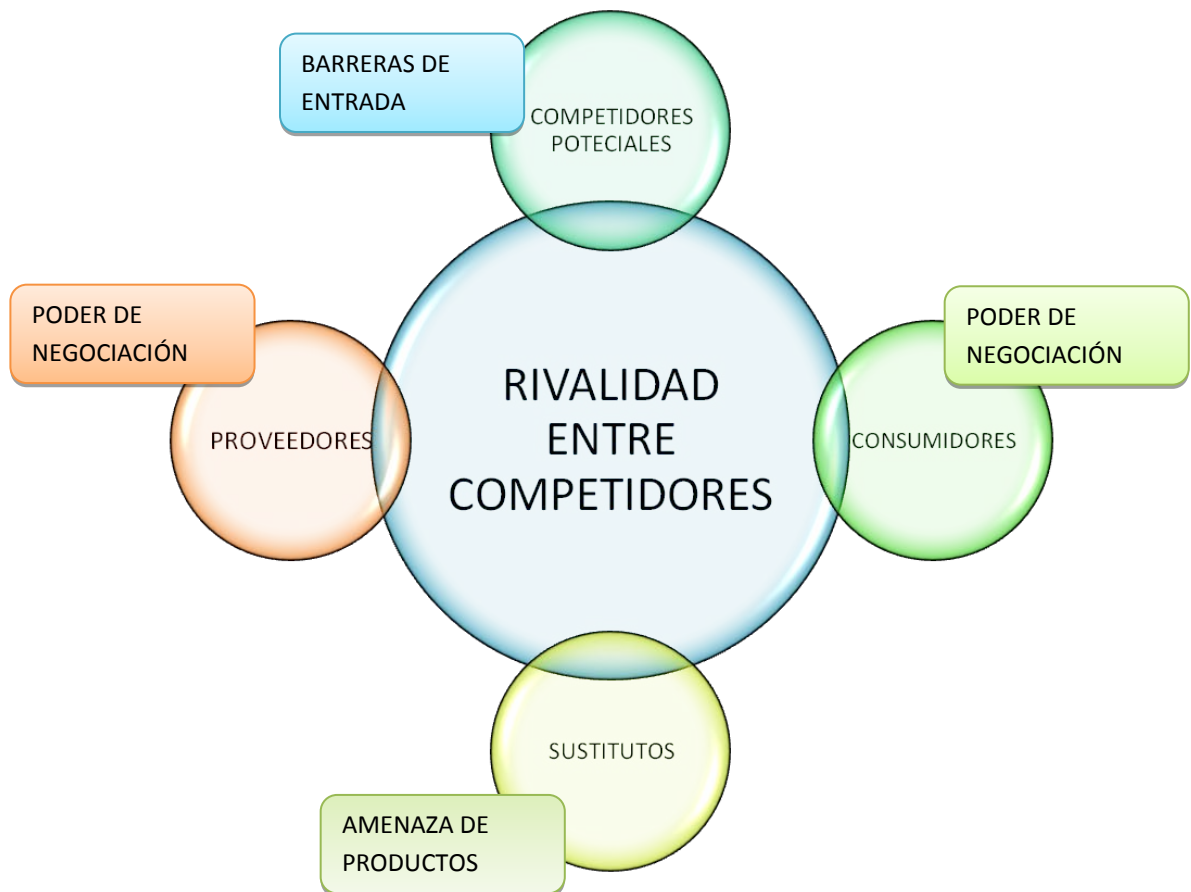 BARRERAS DE
ENTRADA
COMPETIDORES
POTECIALES
PODER DE
NEGOCIACIÓN
PROVEEDORES
RIVALIDAD
ENTRE
COMPETIDORES
PODER DE
NEGOCIACIÓN
CONSUMIDORES
SUSTITUTOS
AMENAZA DE
PRODUCTOS